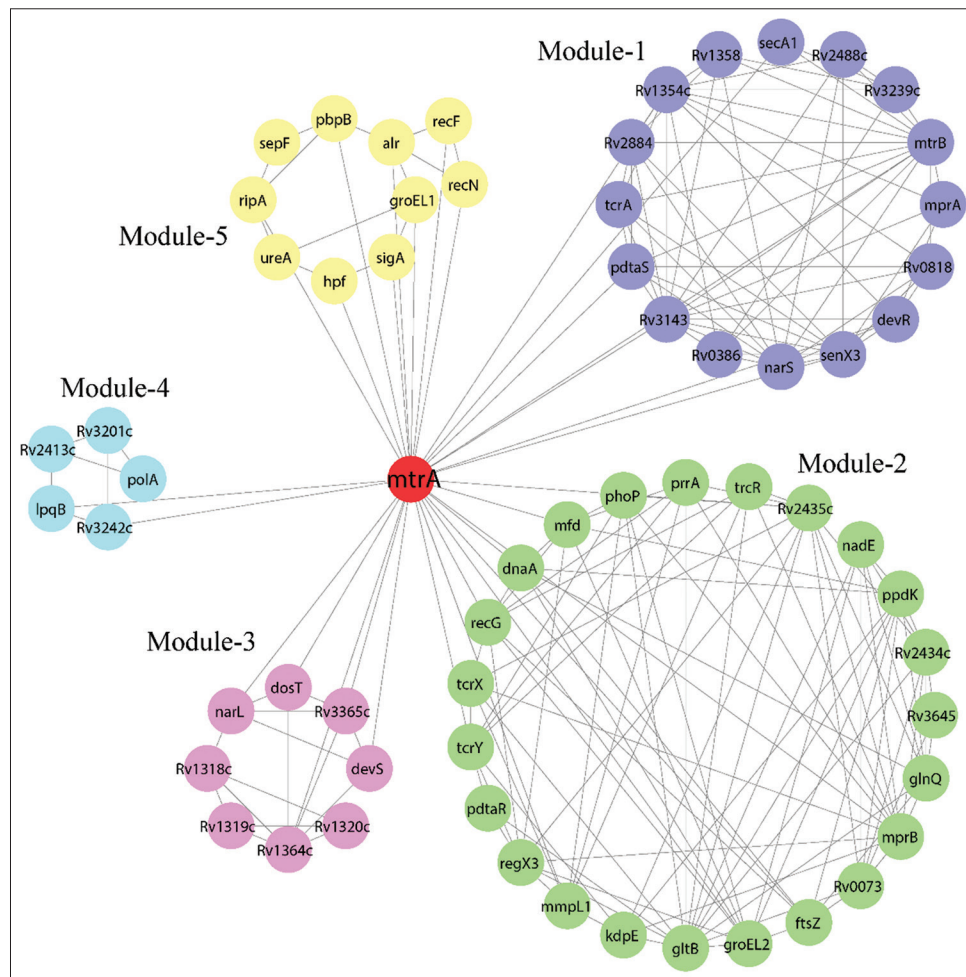 Module-1
secA1
Rv1358
Rv2488c
Rv1354c
Rv3239c
Rv2884
mtrB
tcrA
mprA
pdtaS
Rv0818
Rv3143
devR
Rv0386
senX3
narS
Module-5
pbpB
recF
sepF
alr
ripA
groEL1
recN
ureA
sigA
hpf
Module-4
Rv3201c
Rv2413c
polA
lpqB
Rv3242c
mtrA
Module-2
prrA
trcR
phoP
Rv2435c
mfd
nadE
dnaA
ppdK
recG
Rv2434c
tcrX
Rv3645
tcrY
glnQ
pdtaR
mprB
regX3
Rv0073
mmpL1
ftsZ
kdpE
groEL2
gltB
Module-3
dosT
narL
Rv3365c
Rv1318c
devS
Rv1319c
Rv1320c
Rv1364c